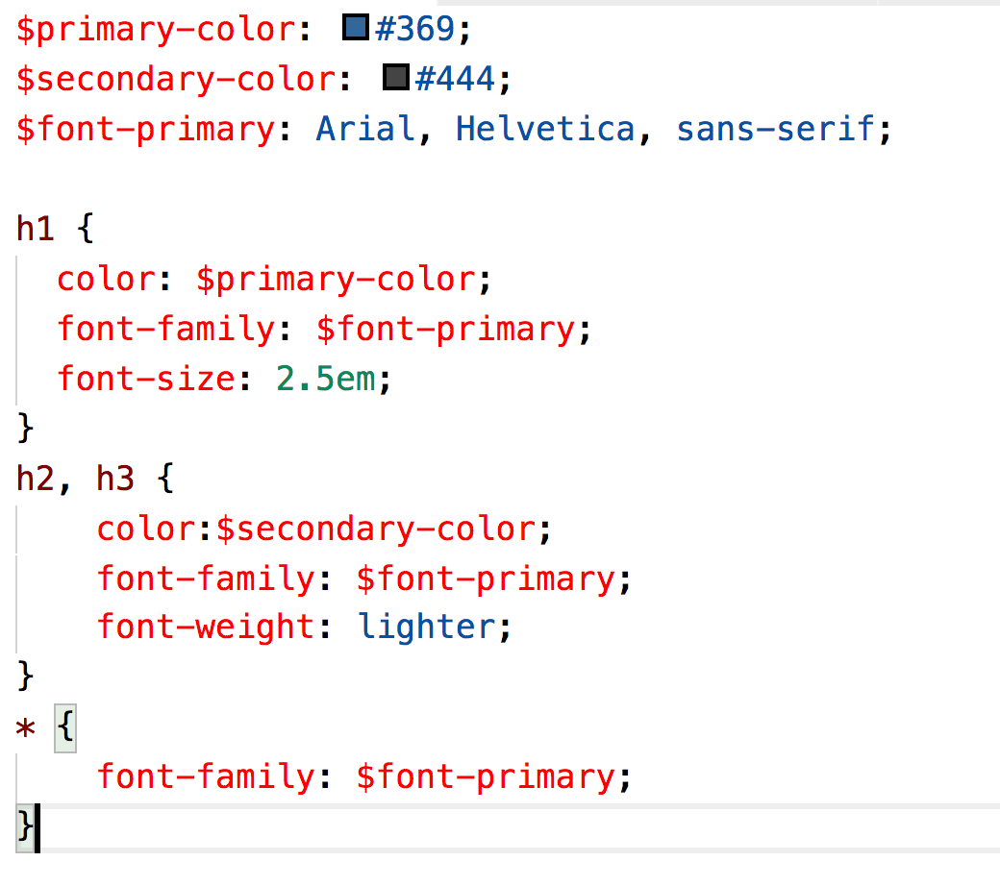 $primary-color: #369;
$secondary-color: #444;
$font-primary: Arial, Helvetica, sans-serif;
h1 {
color: $primary-color;
font-family: $font-primary;
font-size: 2.5em;
}
h2, h3 {
color:$secondary-color;
font-family: $font-primary;
font-weight: lighter;
}
* {
font-family: $font-primary;
}